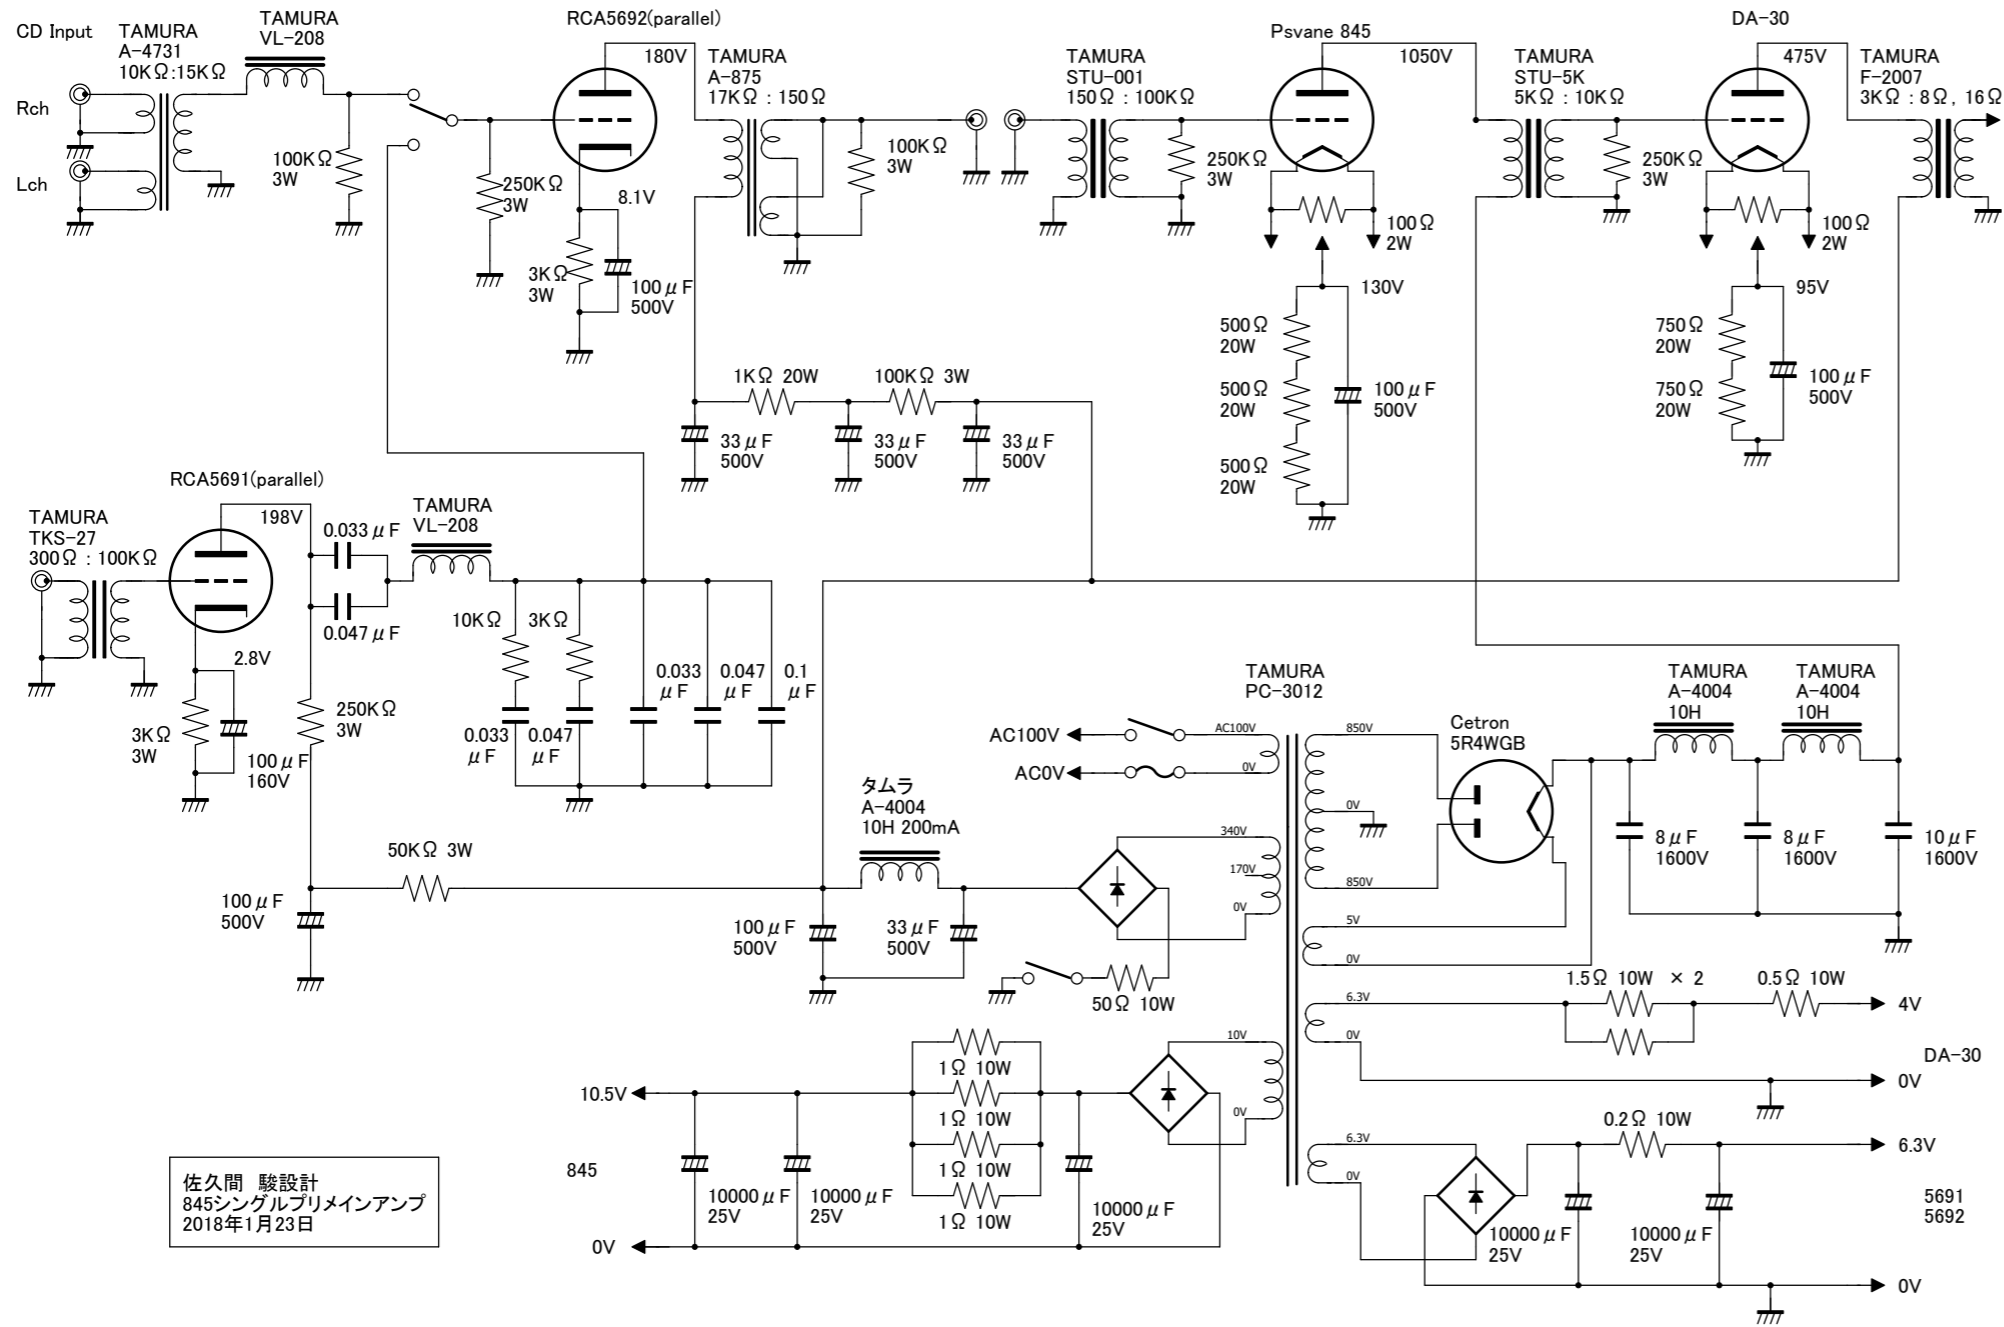 CD Input
TAMURA
A-4731
10KΩ:15KΩ
TAMURA
VL-208
Rch
Lch
100KΩ
3W
250KΩ
3W
RCA5692(parallel)
180V
8.1V
3KΩ
3W
100μF
500V
TAMURA
A-875
17KΩ : 150Ω
100KΩ
3W
TAMURA
STU-001
150Ω : 100KΩ
250KΩ
3W
Psvane 845
1050V
100Ω
2W
130V
500Ω
20W
500Ω
20W
500Ω
20W
100μF
500V
TAMURA
STU-5K
5KΩ : 10KΩ
250KΩ
3W
DA-30
475V
100Ω
2W
95V
750Ω
20W
750Ω
20W
100μF
500V
TAMURA
F-2007
3KΩ : 8Ω, 16Ω
1KΩ 20W
100KΩ 3W
33μF
500V
33μF
500V
33μF
500V
RCA5691(parallel)
198V
TAMURA
TKS-27
300Ω : 100KΩ
0.033μF
0.047μF
TAMURA
VL-208
2.8V
3KΩ
3W
100μF
160V
250KΩ
3W
10KΩ
3KΩ
0.033
μF
0.047
μF
0.033
μF
0.047
μF
0.1
μF
50KΩ 3W
100μF
500V
タムラ
A-4004
10H 200mA
100μF
500V
33μF
500V
50Ω 10W
TAMURA
PC-3012
AC100V
AC0V
AC100V
0V
340V
170V
0V
10V
0V
850V
0V
850V
5V
0V
6.3V
0V
6.3V
0V
Cetron
5R4WGB
TAMURA
A-4004
10H
TAMURA
A-4004
10H
8μF
1600V
8μF
1600V
10μF
1600V
1.5Ω 10W × 2
0.5Ω 10W
4V
DA-30
0V
0.2Ω 10W
6.3V
5691
5692
0V
10000μF
25V
10000μF
25V
10.5V
845
0V
1Ω 10W
1Ω 10W
1Ω 10W
1Ω 10W
10000μF
25V
10000μF
25V
10000μF
25V
佐久間 駿設計
845シングルプリメインアンプ
2018年1月23日